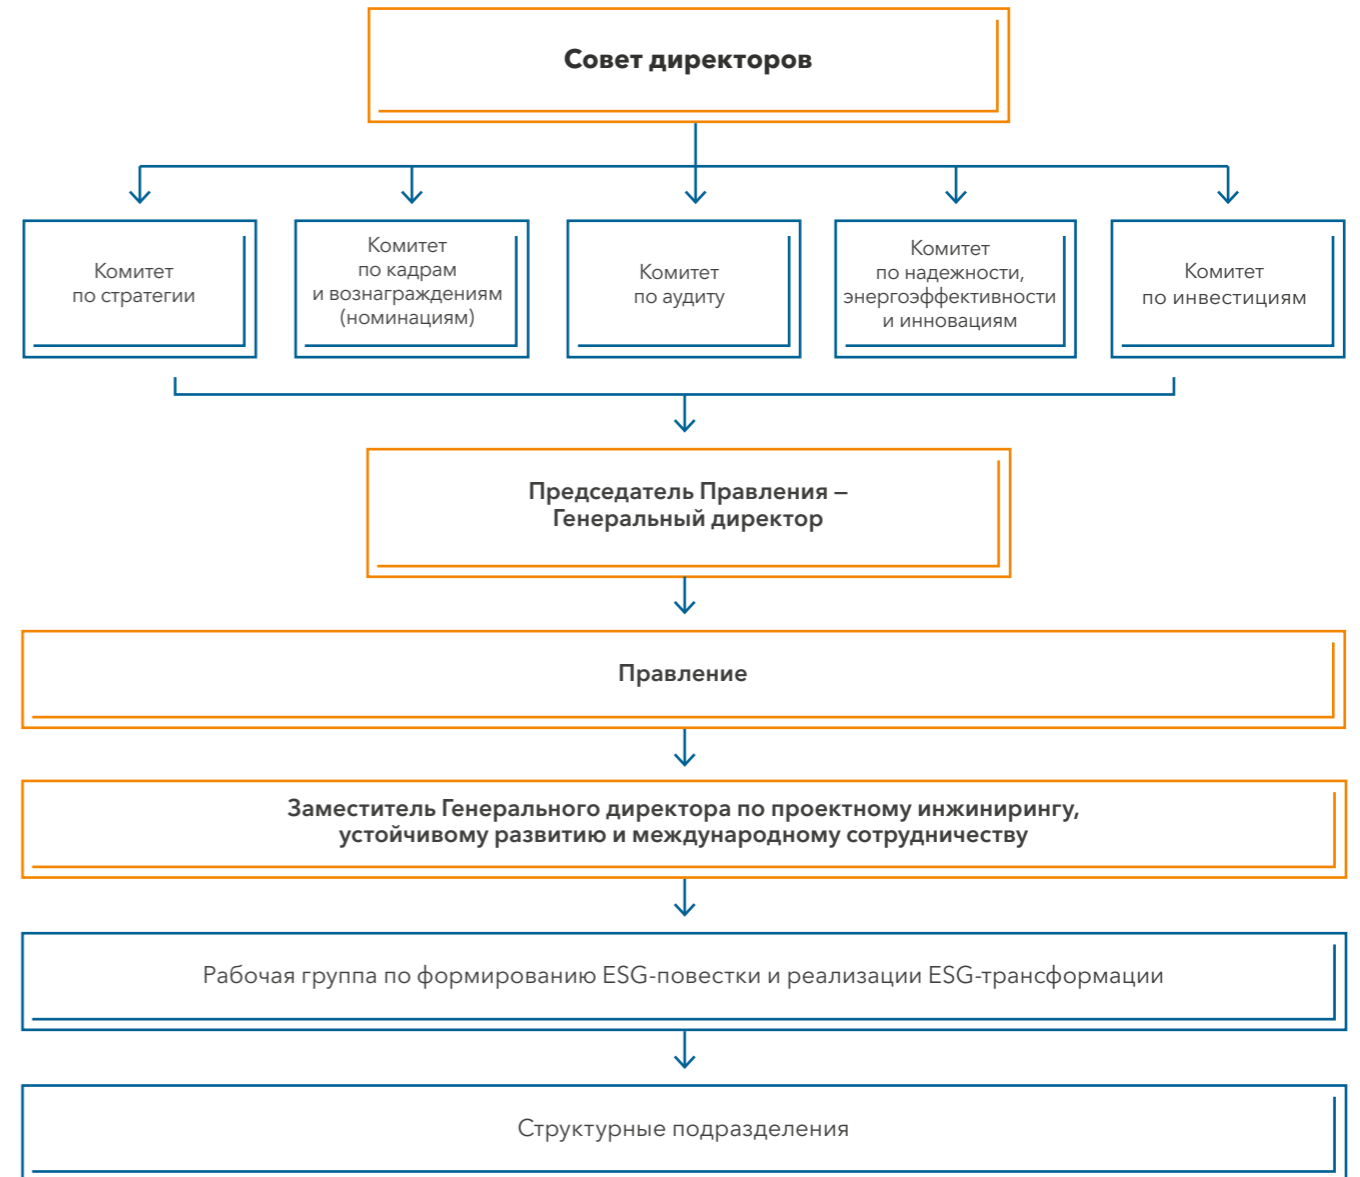 Совет директоров
Комитет
по стратегии
Комитет
по кадрам
и вознаграждениям
(номинациям)
Комитет
по аудиту
Комитет
по надежности,
энергоэффективности
и инновациям
Комитет
по инвестициям
Председатель Правления —
Генеральный директор
Правление
Заместитель Генерального директора по проектному инжинирингу,
устойчивому развитию и международному сотрудничеству
Рабочая группа по формированию ESG-повестки и реализации ESG-трансформации
Структурные подразделения